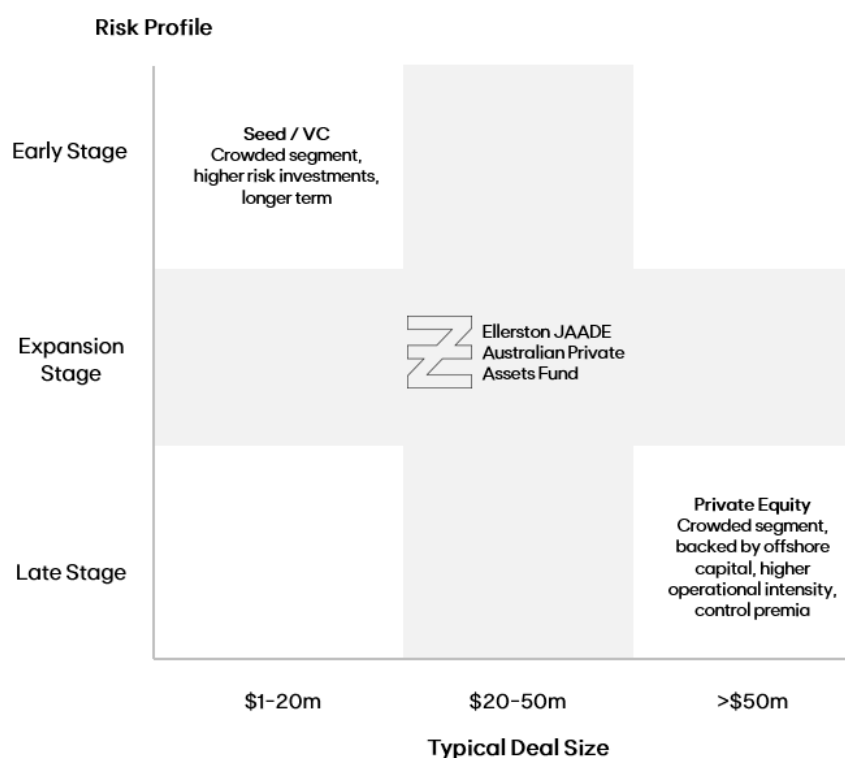 Risk Profile
Early Stage
Seed / VC
Crowded segment,
higher risk investments,
longer term
Expansion
Stage
Ellerston JAADE
Australian Private
Assets Fund
Late Stage
Private Equity
Crowded segment,
backed by offshore
capital, higher
operational intensity,
control premia
$1-20m
$20-50m
>$50m
Typical Deal Size